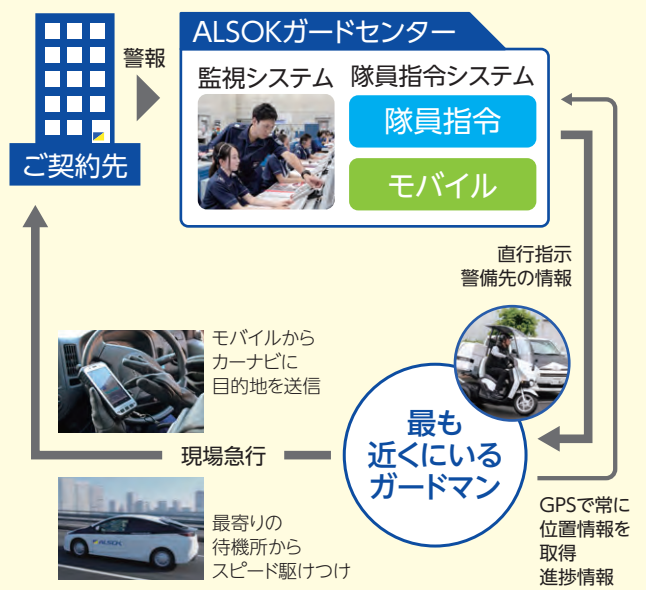 ALSOKガードセンター
警報
監視システム
隊員指令システム
隊員指令
モバイル
ご契約先
直行指示
警備先の情報
モバイルから
カーナビに
目的地を送信
最も
近くにいる
ガードマン
現場急行
GPSで常に
位置情報を
取得
進捗情報
最寄りの
待機所から
スピード駆けつけ
ALSOK